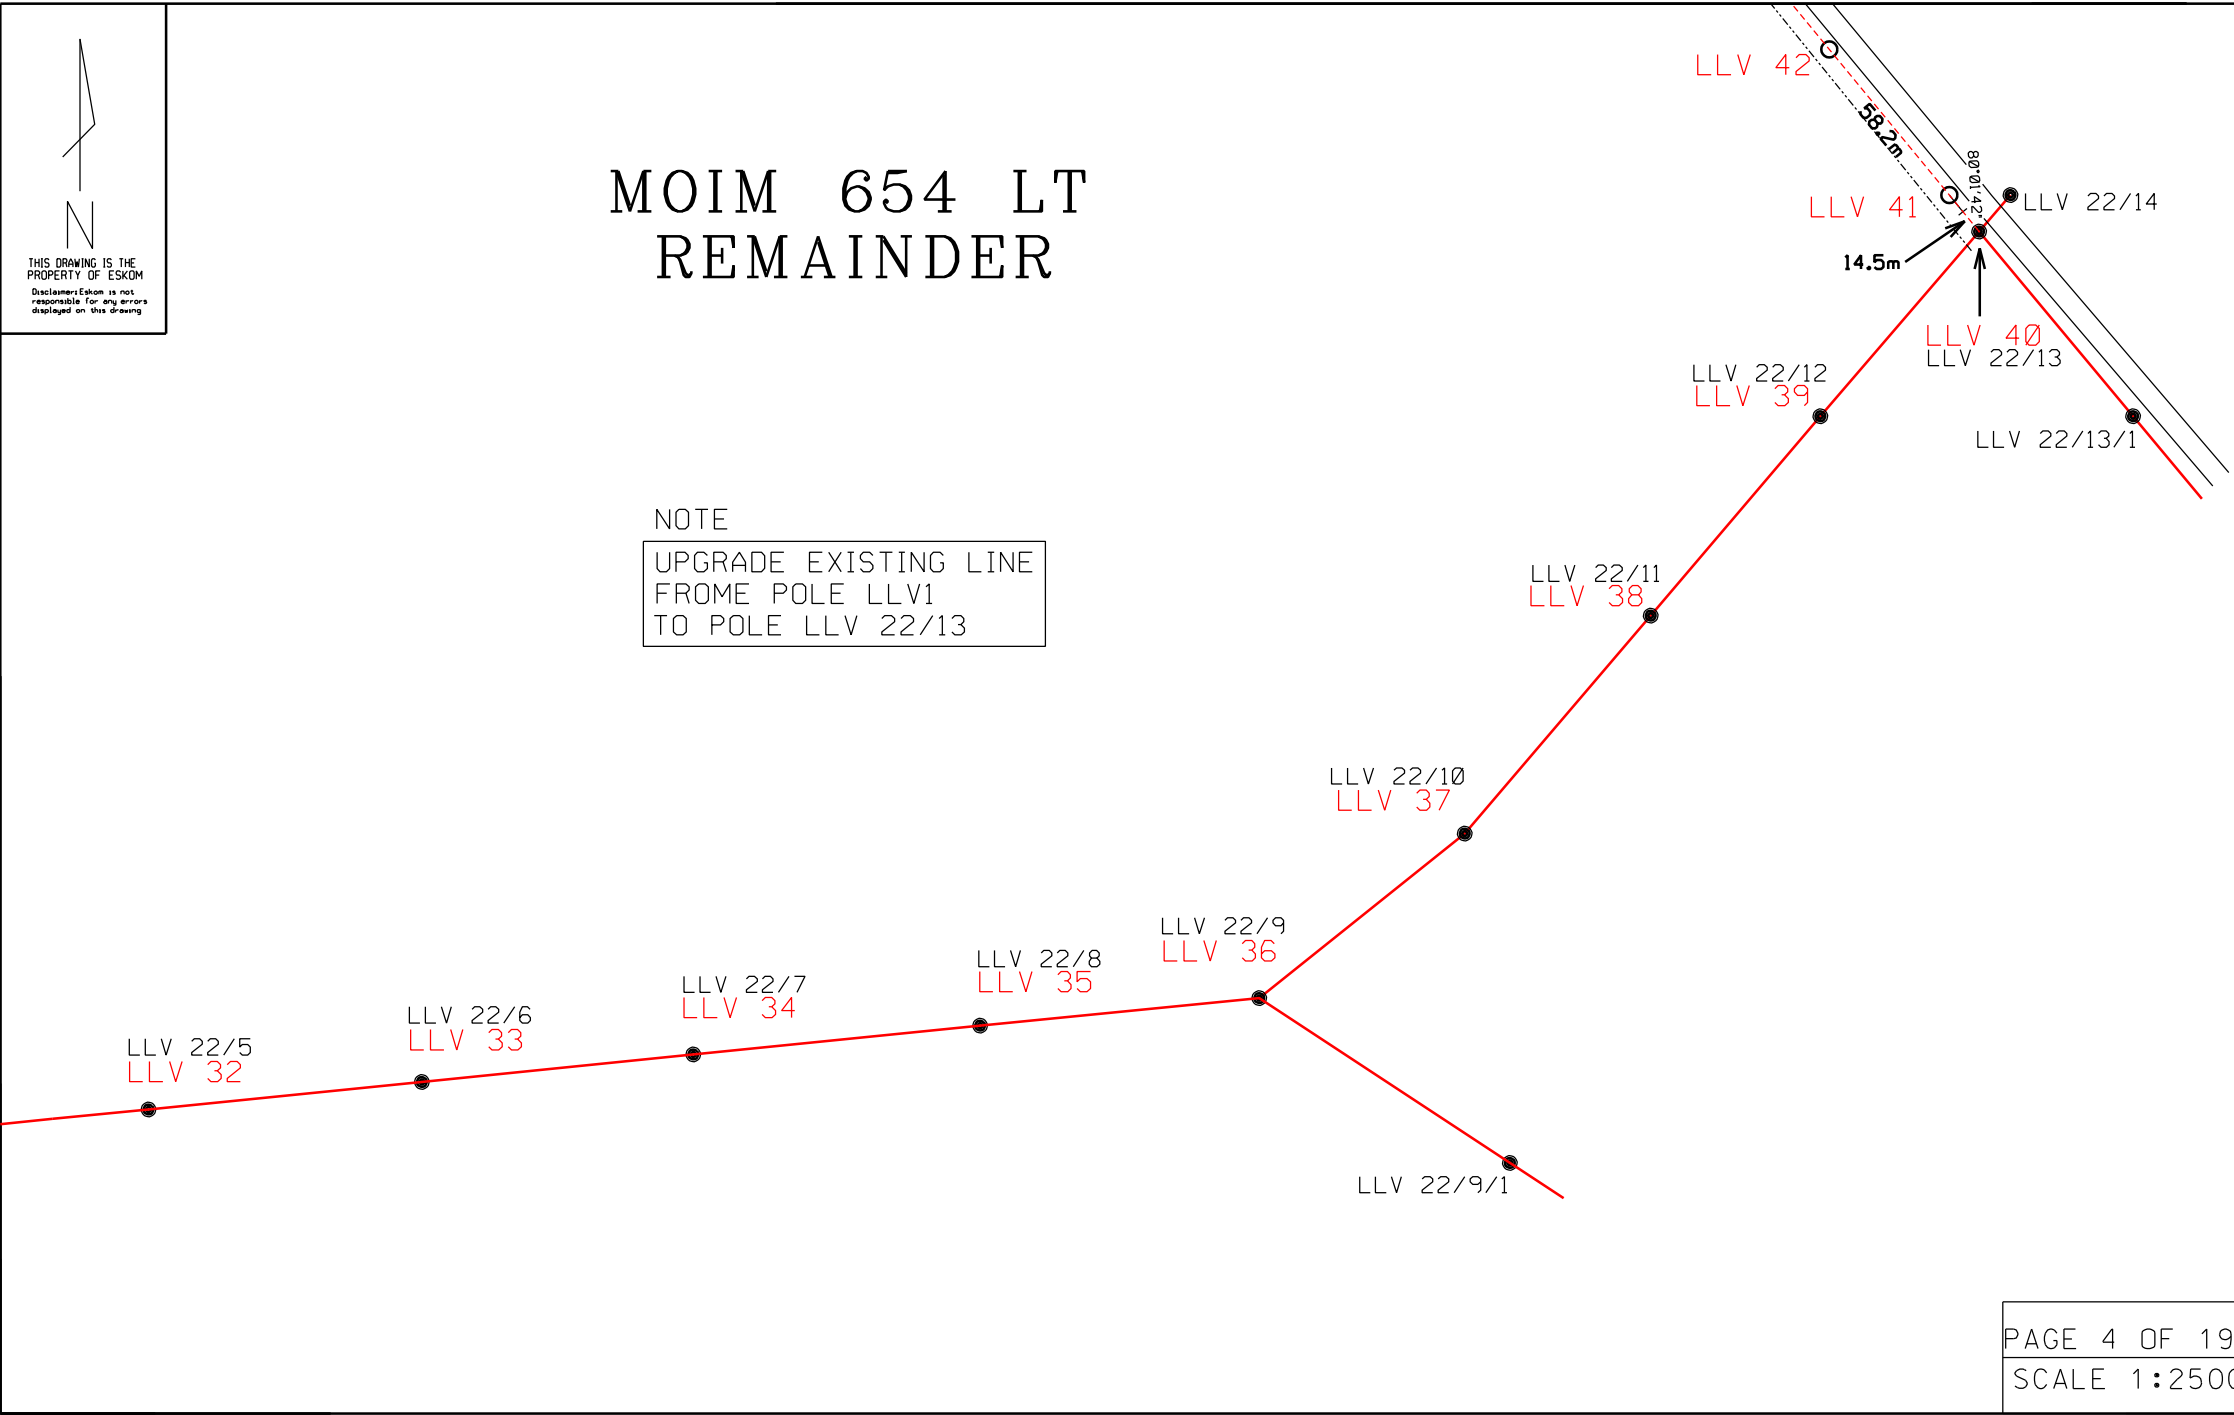 N
THIS DRAWING IS THE
PROPERTY OF ESKOM
Disclaimer:Eskom is not
responsible for any errors
displayed on this drawing
MOIM 654 LT
REMAINDER
LLV 42
58.2m
80°01'42"
LLV 41
LLV 22/14
14.5m
LLV 40
LLV 22/13
LLV 22/12
LLV 39
LLV 22/13/1
NOTE
UPGRADE EXISTING LINE
FROME POLE LLV1
TO POLE LLV 22/13
LLV 22/11
LLV 38
LLV 22/10
LLV 37
LLV 22/9
LLV 36
LLV 22/8
LLV 35
LLV 22/7
LLV 34
LLV 22/6
LLV 33
LLV 22/5
LLV 32
LLV 22/9/1
PAGE 4 OF 19
SCALE 1:2500